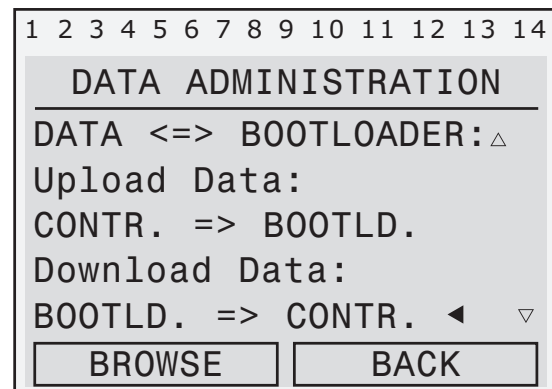 1 2 3 4 5 6 7 8 9 10 11 12 13 14
DATA ADMINISTRATION
DATA <=> BOOTLOADER:△
Upload Data:
CONTR. => BOOTLD.
Download Data:
BOOTLD. => CONTR. ◀ ▽
BROWSE BACK